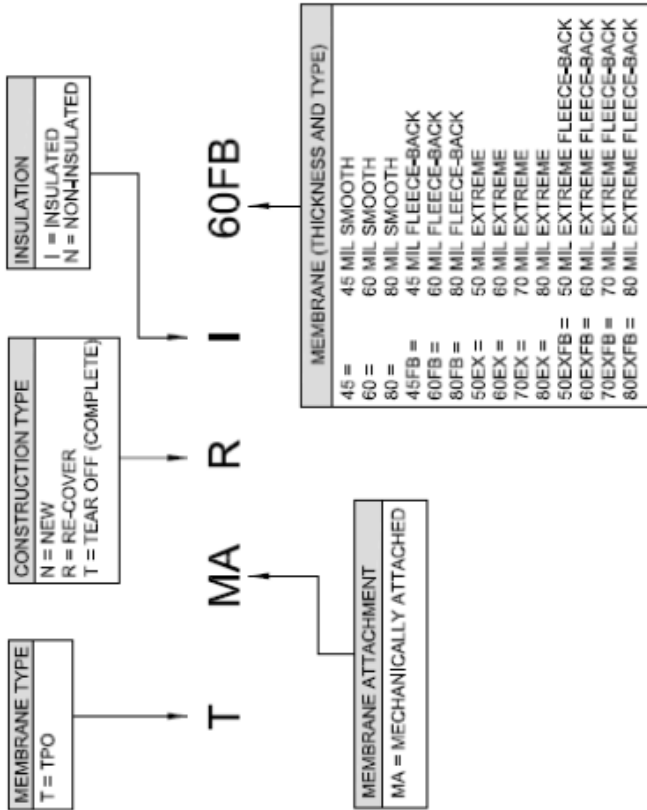 MEMBRANE TYPE
T = TPO
CONSTRUCTION TYPE
N = NEW
R = RE-COVER
T = TEAR OFF (COMPLETE)
INSULATION
I = INSULATED
N = NON-INSULATED
T MA R I 60FB
MEMBRANE ATTACHMENT
MA = MECHANICALLY ATTACHED
MEMBRANE (THICKNESS AND TYPE)
45 = 45 MIL SMOOTH
60 = 60 MIL SMOOTH
80 = 80 MIL SMOOTH
45FB = 45 MIL FLEECE-BACK
60FB = 60 MIL FLEECE-BACK
80FB = 80 MIL FLEECE-BACK
50EX = 50 MIL EXTREME
60EX = 60 MIL EXTREME
70EX = 70 MIL EXTREME
80EX = 80 MIL EXTREME
50EXFB = 50 MIL EXTREME FLEECE-BACK
60EXFB = 60 MIL EXTREME FLEECE-BACK
70EXFB = 70 MIL EXTREME FLEECE-BACK
80EXFB = 80 MIL EXTREME FLEECE-BACK